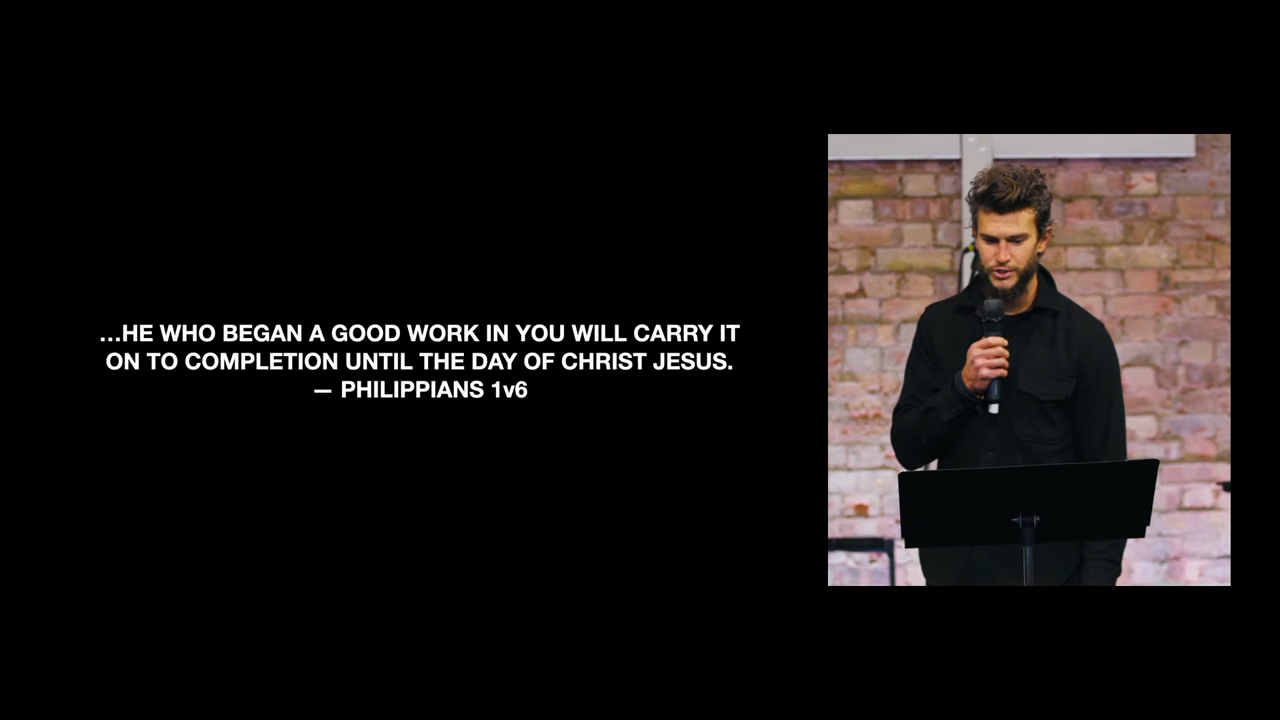 …HE WHO BEGAN A GOOD WORK IN YOU WILL CARRY IT
ON TO COMPLETION UNTIL THE DAY OF CHRIST JESUS.
— PHILIPPIANS 1v6